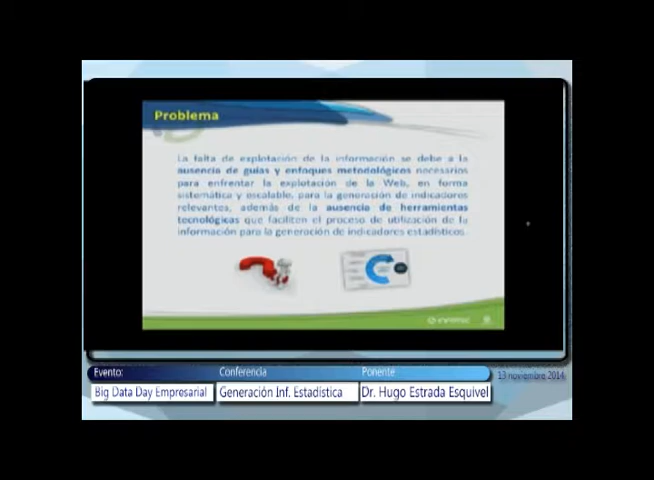 Problema
La falta de explotación de la información se debe a la
ausencia de guías y enfoques metodológicos necesarios
para enfrentar la explotación de la Web, en forma
sistemática y escalable, para la generación de indicadores
relevantes, además de la ausencia de herramientas
tecnológicas que faciliten el proceso de utilización de la
información para la generación de indicadores estadísticos.
Evento:
Conferencia
Ponente
13 noviembre 2014
Big Data Day Empresarial
Generación Inf. Estadística
Dr. Hugo Estrada Esquivel